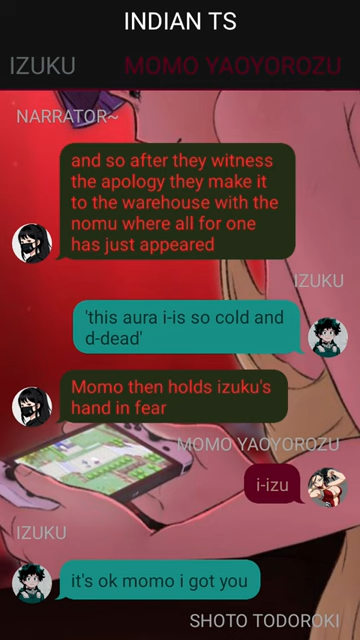 INDIAN TS
IZUKU MOMO YAOYOROZU
NARRATOR~
and so after they witness
the apology they make it
to the warehouse with the
nomu where all for one
has just appeared
IZUKU
'this aura i-is so cold and
d-dead'
Momo then holds izuku's
hand in fear
MOMO YAOYOROZU
i-izu
IZUKU
it's ok momo i got you
SHOTO TODOROKI